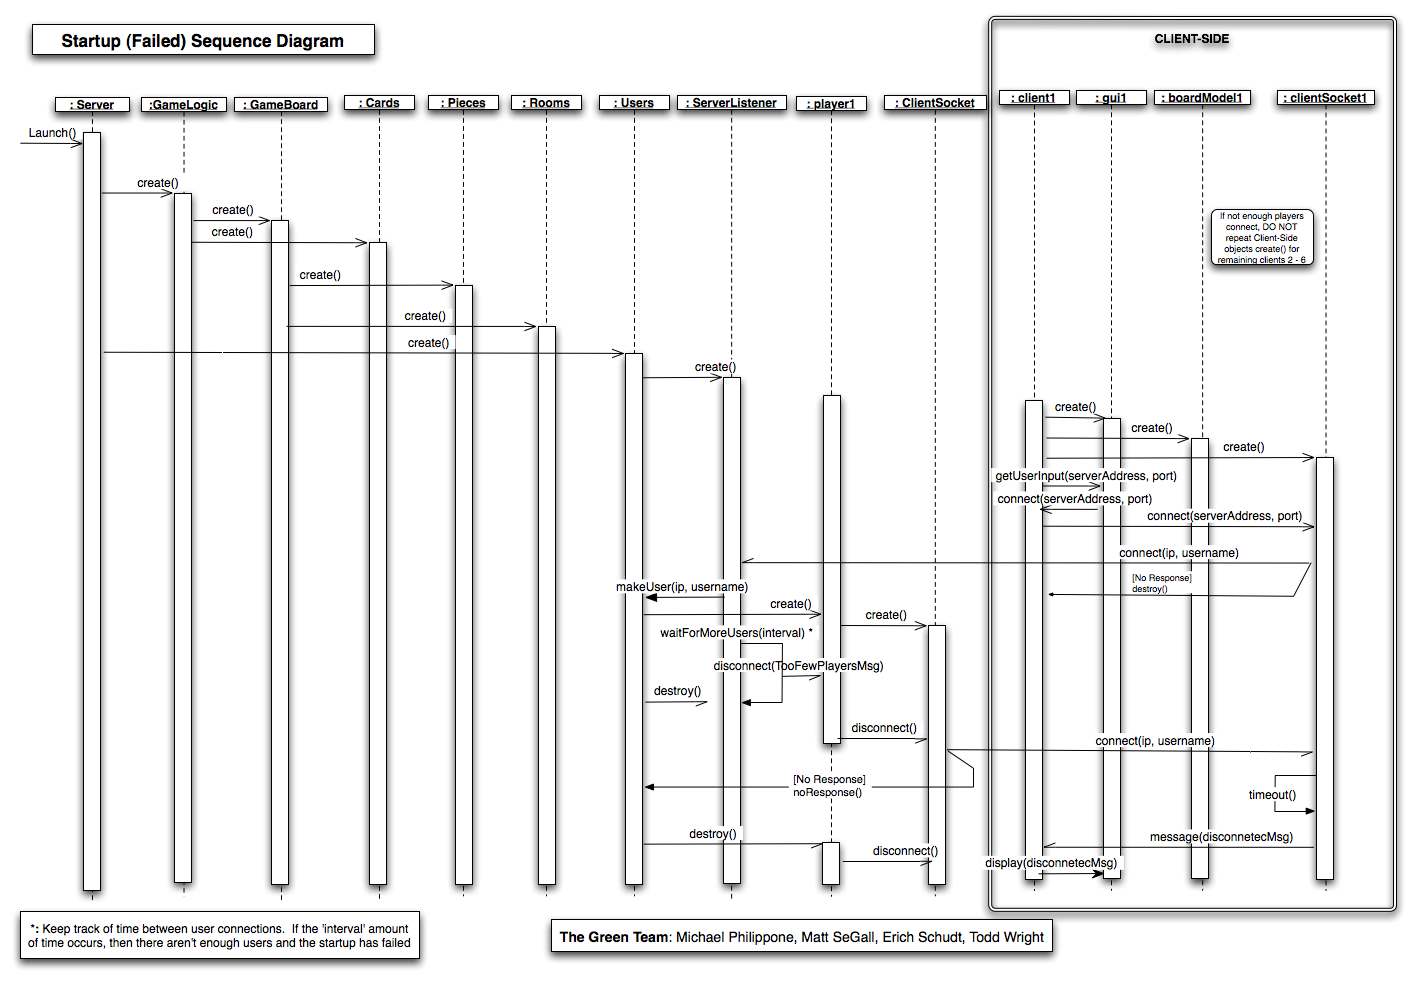 Startup (Failed) Sequence Diagram
CLIENT-SIDE
: Server
:GameLogic
: GameBoard
: Cards
: Pieces
: Rooms
: Users
: ServerListener
: player1
: ClientSocket
: client1
: gui1
: boardModel1
: clientSocket1
Launch()
create()
create()
create()
create()
create()
create()
create()
If not enough players
connect, DO NOT
repeat Client-Side
objects create() for
remaining clients 2 - 6
create()
create()
create()
getUserInput(serverAddress, port)
connect(serverAddress, port)
connect(serverAddress, port)
connect(ip, username)
[No Response]
destroy()
makeUser(ip, username)
create()
create()
waitForMoreUsers(interval) *
disconnect(TooFewPlayersMsg)
destroy()
disconnect()
connect(ip, username)
[No Response]
noResponse()
timeout()
destroy()
message(disconnetecMsg)
disconnect()
display(disconnetecMsg)
*: Keep track of time between user connections. If the 'interval' amount
of time occurs, then there aren't enough users and the startup has failed
The Green Team: Michael Philippone, Matt SeGall, Erich Schudt, Todd Wright